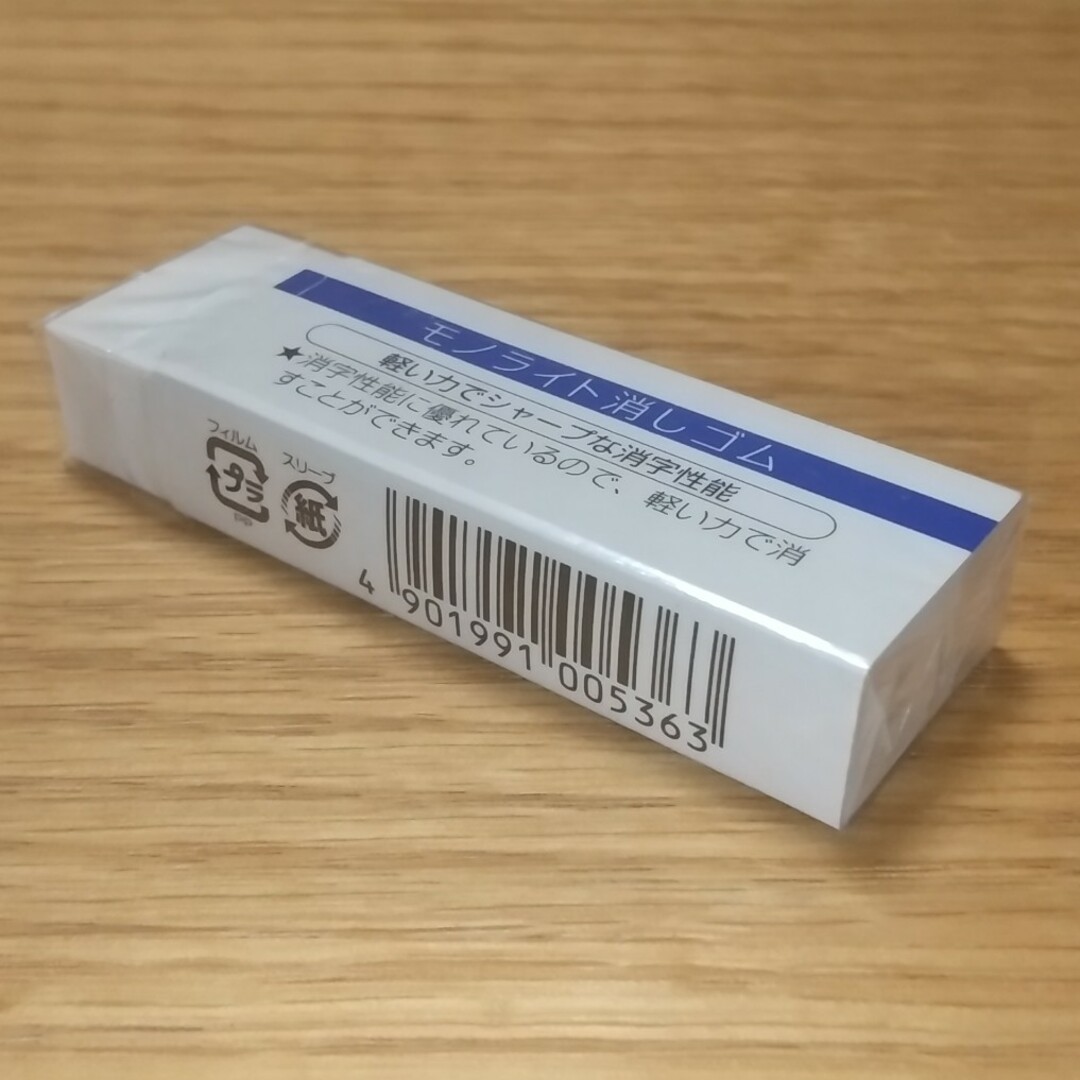 モノライト消しゴム
軽い力でシャープな消字性能
★消字性能に優れているので、軽い力で消
すことができます。
フィルム
プラ
PP
スリーブ
紙
4 901991 005363